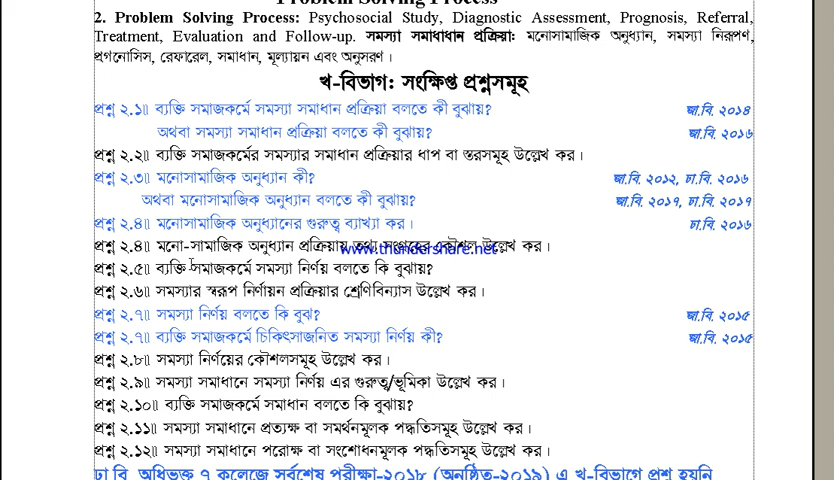 Problem Solving Process
2. Problem Solving Process: Psychosocial Study, Diagnostic Assessment, Prognosis, Referral,
Treatment, Evaluation and Follow-up. সমস্যা সমাধাধান প্রক্রিয়া: মনোসামাজিক অনুধ্যান, সমস্যা নিরূপণ,
প্রগনোসিস, রেফারেল, সমাধান, মূল্যায়ন এবং অনুসরণ।
খ-বিভাগ: সংক্ষিপ্ত প্রশ্নসমূহ
প্রশ্ন ২.১॥ ব্যক্তি সমাজকর্মে সমস্যা সমাধান প্রক্রিয়া বলতে কী বুঝায়? জা.বি. ২০১৪
অথবা সমস্যা সমাধান প্রক্রিয়া বলতে কী বুঝায়? জা.বি. ২০১৬
প্রশ্ন ২.২॥ ব্যক্তি সমাজকর্মের সমস্যার সমাধান প্রক্রিয়ার ধাপ বা স্তরসমূহ উল্লেখ কর।
প্রশ্ন ২.৩॥ মনোসামাজিক অনুধ্যান কী? জা.বি. ২০১২, ঢা.বি. ২০১৬
অথবা মনোসামাজিক অনুধ্যান বলতে কী বুঝায়? জা.বি. ২০১৭, ঢা.বি. ২০১৭
প্রশ্ন ২.৪॥ মনোসামাজিক অনুধ্যানের গুরুত্ব ব্যাখ্যা কর। ঢা.বি. ২০১৬
প্রশ্ন ২.৪॥ মনো-সামাজিক অনুধ্যান প্রক্রিয়ায় তথ্য সংগ্রহের কৌশল উল্লেখ কর।
www.thundershare.net
প্রশ্ন ২.৫॥ ব্যক্তি সমাজকর্মে সমস্যা নির্ণয় বলতে কি বুঝায়?
প্রশ্ন ২.৬॥ সমস্যার স্বরূপ নির্ণায়ন প্রক্রিয়ার শ্রেণিবিন্যাস উল্লেখ কর।
প্রশ্ন ২.৭॥ সমস্যা নির্ণয় বলতে কি বুঝ? জা.বি. ২০১৫
প্রশ্ন ২.৭॥ ব্যক্তি সমাজকর্মে চিকিৎসাজনিত সমস্যা নির্ণয় কী? জা.বি. ২০১৫
প্রশ্ন ২.৮॥ সমস্যা নির্ণয়ের কৌশলসমূহ উল্লেখ কর।
প্রশ্ন ২.৯॥ সমস্যা সমাধানে সমস্যা নির্ণয় এর গুরুত্ব/ভূমিকা উল্লেখ কর।
প্রশ্ন ২.১০॥ ব্যক্তি সমাজকর্মে সমাধান বলতে কি বুঝায়?
প্রশ্ন ২.১১॥ সমস্যা সমাধানে প্রত্যক্ষ বা সমর্থনমূলক পদ্ধতিসমূহ উল্লেখ কর।
প্রশ্ন ২.১২॥ সমস্যা সমাধানে পরোক্ষ বা সংশোধনমূলক পদ্ধতিসমূহ উল্লেখ কর।
ঢা.বি. অধিভুক্ত ৭ কলেজে সর্বশেষ পরীক্ষা-২০১৮ (অনুষ্ঠিত-২০১৯) এ খ-বিভাগে প্রশ্ন হয়নি